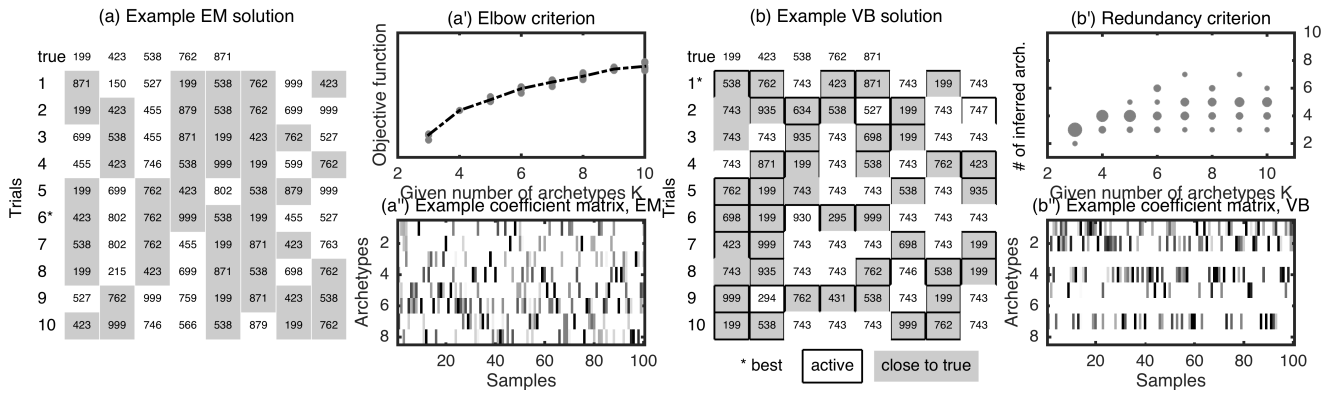 (a) Example EM solution
true 199 423 538 762 871
1 871 150 527 199 538 762 999 423
2 199 423 455 879 538 762 699 999
3 699 538 455 871 199 423 762 527
4 455 423 746 538 999 199 599 762
5 199 699 762 423 802 538 879 999
6* 423 802 762 999 538 199 455 527
7 538 802 762 455 199 871 423 763
8 199 215 423 699 871 538 698 762
9 527 762 999 759 199 871 423 538
10 423 999 746 566 538 879 199 762
Trials
(a') Elbow criterion
Objective function
2 4 6 8 10
Given number of archetypes K
(a'') Example coefficient matrix, EM
Archetypes
2
4
6
8
20 40 60 80 100
Samples
(b) Example VB solution
true 199 423 538 762 871
1* 538 762 743 423 871 743 199 743
2 743 935 634 538 527 199 743 747
3 743 743 935 743 698 199 743 743
4 743 871 199 743 538 743 762 423
5 762 199 743 743 743 538 743 935
6 698 199 930 295 999 743 743 743
7 423 999 743 743 743 698 743 199
8 743 935 743 743 762 746 538 199
9 999 294 762 431 538 743 199 743
10 199 538 743 743 743 999 762 743
Trials
* best active close to true
(b') Redundancy criterion
# of inferred arch.
10
8
6
4
2
2 4 6 8 10
Given number of archetypes K
(b'') Example coefficient matrix, VB
Archetypes
2
4
6
8
20 40 60 80 100
Samples